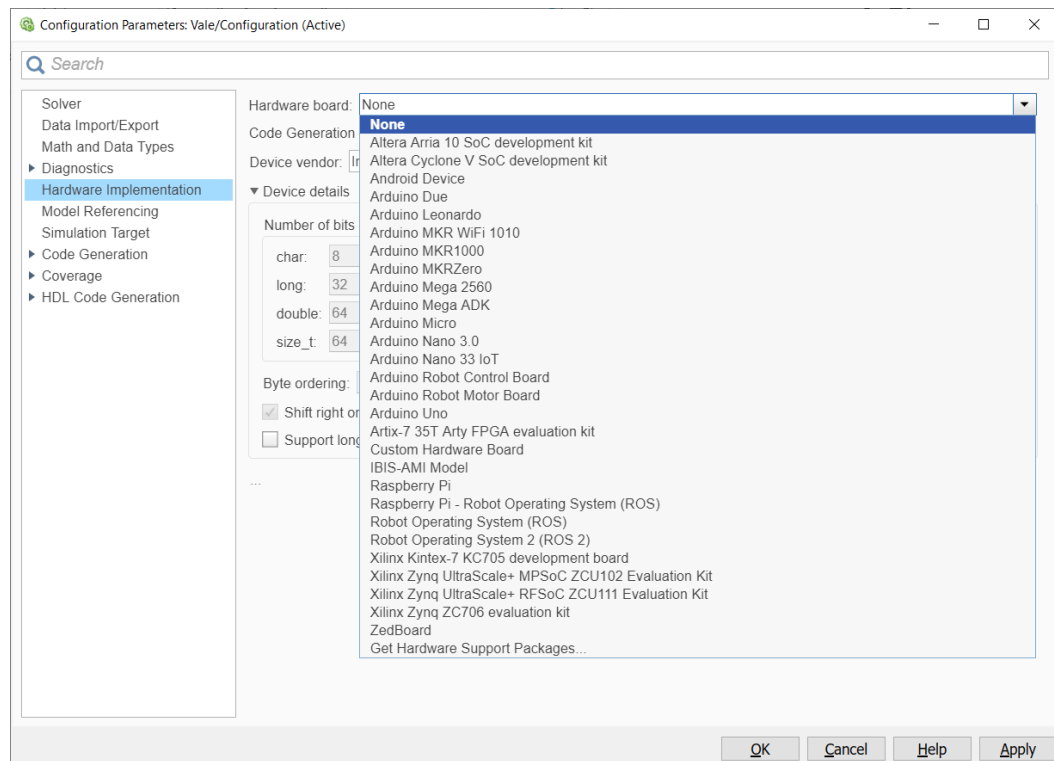 Configuration Parameters: Vale/Configuration (Active)
Search
Solver
Data Import/Export
Math and Data Types
Diagnostics
Hardware Implementation
Model Referencing
Simulation Target
Code Generation
Coverage
HDL Code Generation
Hardware board: None
Code Generation
Device vendor:
Device details
Number of bits
char: 8
long: 32
double: 64
size_t: 64
Byte ordering:
Shift right
Support long
...
None
Altera Arria 10 SoC development kit
Altera Cyclone V SoC development kit
Android Device
Arduino Due
Arduino Leonardo
Arduino MKR WiFi 1010
Arduino MKR1000
Arduino MKRZero
Arduino Mega 2560
Arduino Mega ADK
Arduino Micro
Arduino Nano 3.0
Arduino Nano 33 IoT
Arduino Robot Control Board
Arduino Robot Motor Board
Arduino Uno
Artix-7 35T Arty FPGA evaluation kit
Custom Hardware Board
IBIS-AMI Model
Raspberry Pi
Raspberry Pi - Robot Operating System (ROS)
Robot Operating System (ROS)
Robot Operating System 2 (ROS 2)
Xilinx Kintex-7 KC705 development board
Xilinx Zynq UltraScale+ MPSoC ZCU102 Evaluation Kit
Xilinx Zynq UltraScale+ RFSoC ZCU111 Evaluation Kit
Xilinx Zynq ZC706 evaluation kit
ZedBoard
Get Hardware Support Packages...
OK
Cancel
Help
Apply